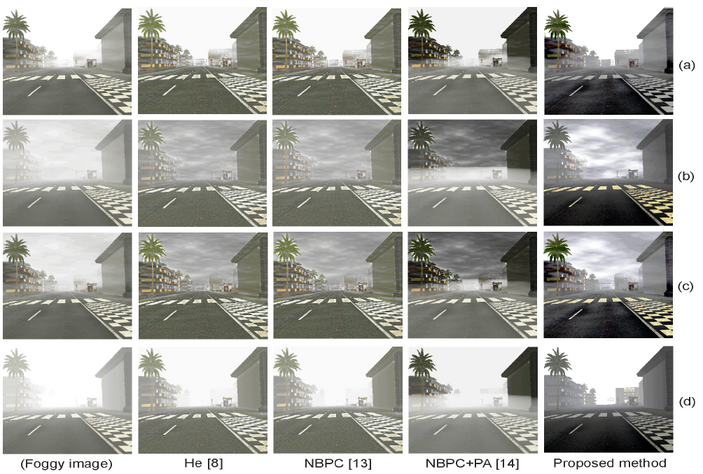 (a)
(b)
(c)
(d)
(Foggy image) He [8] NBPC [13] NBPC+PA [14] Proposed method